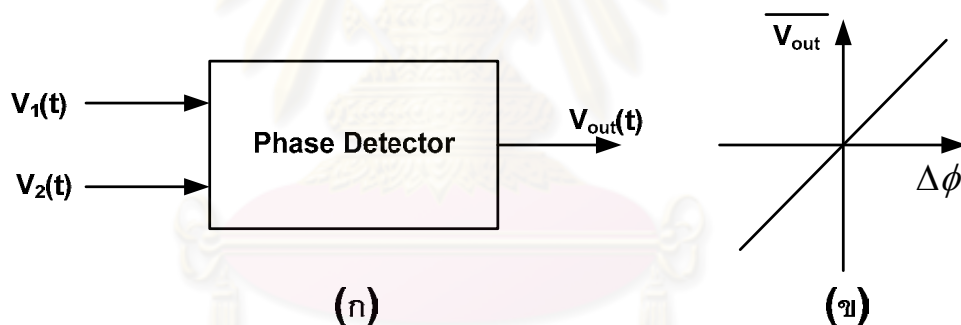 V₁(t)
V₂(t)
Phase Detector
Vₒᵤₜ(t)
(ก)
Vₒᵤₜ
Δϕ
(ข)